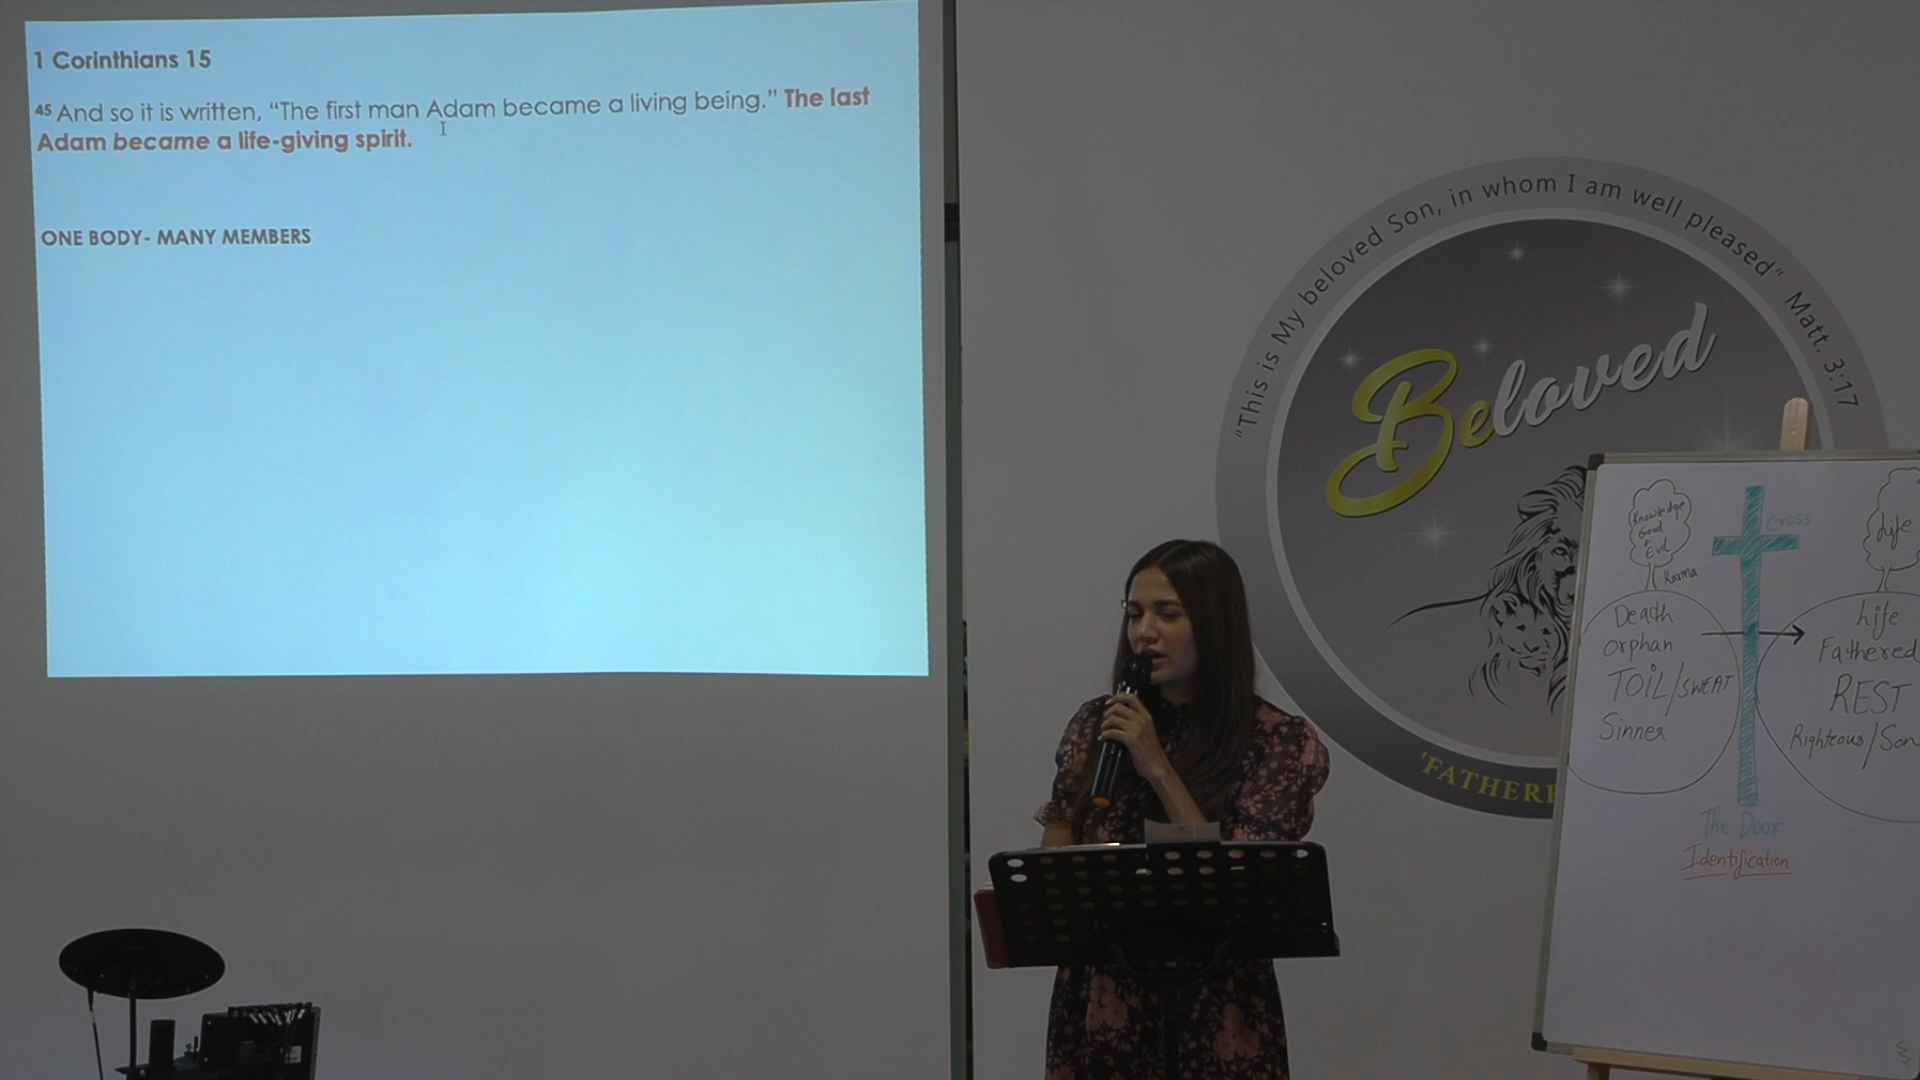 1 Corinthians 15
45 And so it is written, “The first man Adam became a living being.” The last
Adam became a life-giving spirit.
ONE BODY- MANY MEMBERS
"This is My beloved Son, in whom I am well pleased" Matt. 3:17
Beloved
Knowledge
Good
+
Evil
Karma
Cross
Life
Death
orphan
TOIL/SWEAT
Sinner
Life
Fathered
REST
Righteous/Son
The Door
Identification